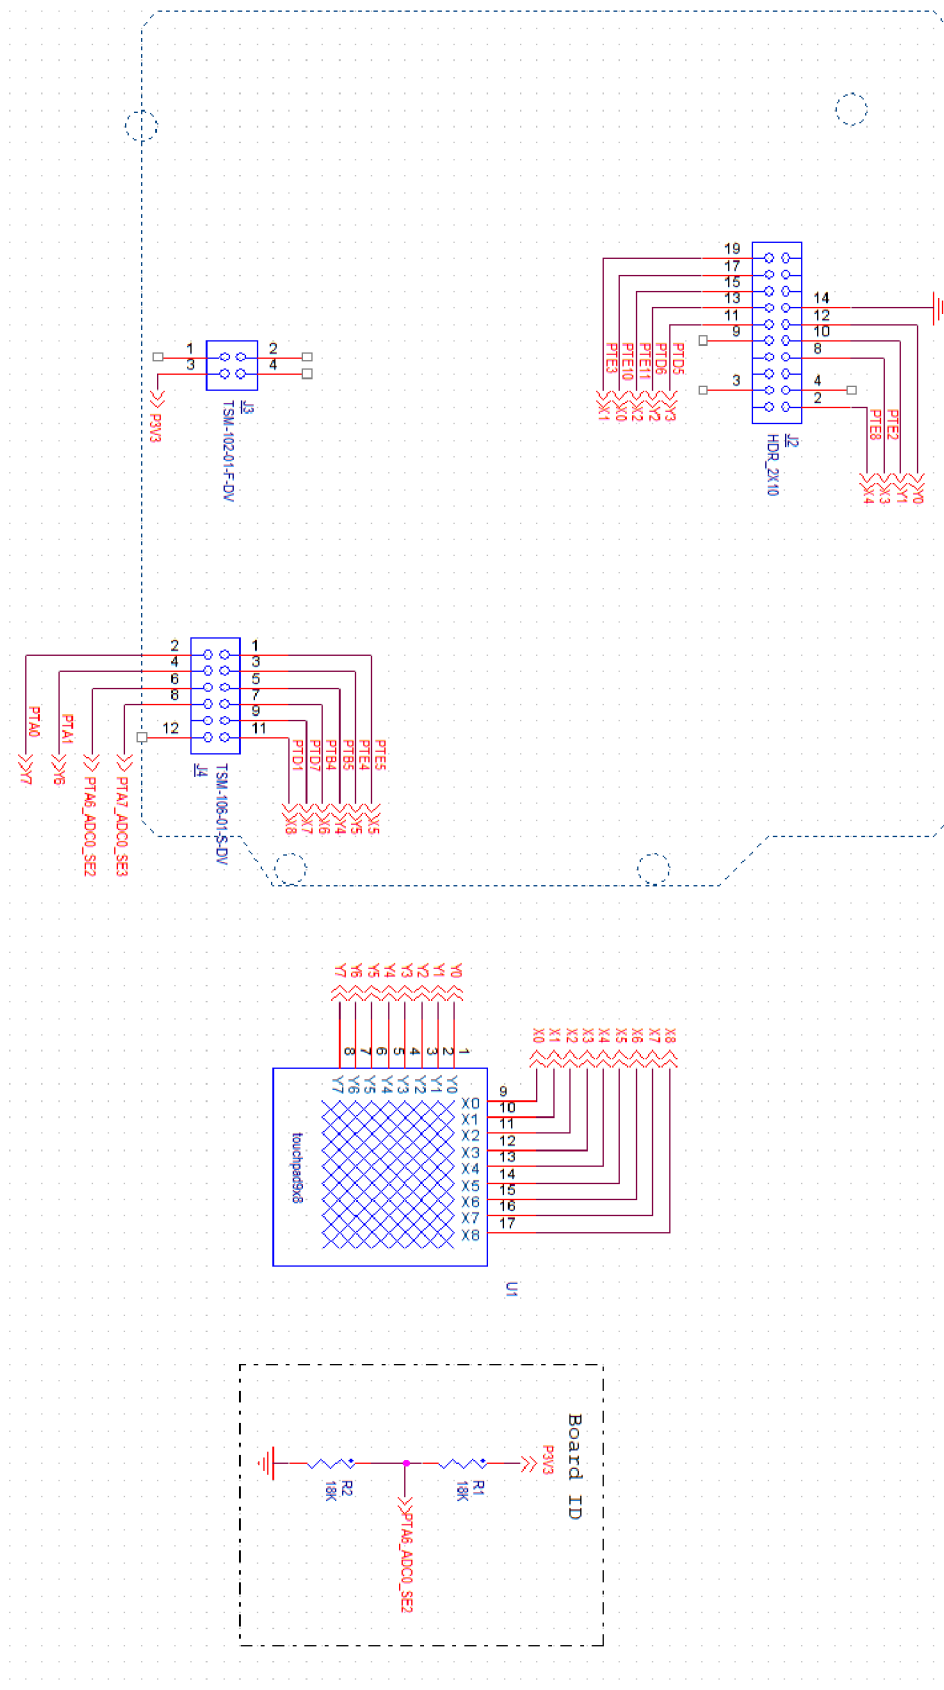 19
17
15
13
11
9
3
14
12
10
8
4
2
PTE3
PTE10
PTE11
PTD6
PTD5
X1
X0
X2
Y2
Y3
PTE8
PTE2
X4
X3
Y1
Y0
J2
HDR_2X10
1
3
2
4
P3V3
J3
TSM-102-01-F-DV
2
4
6
8
12
1
3
5
7
9
11
PTA0
PTA1
Y7
Y6
PTA6_ADC0_SE2
PTA7_ADC0_SE3
J4
TSM-106-01-S-DV
PTD1
PTD7
PTB4
PTB5
PTE4
PTE5
X8
X7
X6
Y4
Y5
X5
Y7
Y6
Y5
Y4
Y3
Y2
Y1
Y0
X0
X1
X2
X3
X4
X5
X6
X7
X8
8
7
6
5
4
3
2
1
Y7
Y6
Y5
Y4
Y3
Y2
Y1
Y0
9
X0
10
X1
11
X2
12
X3
13
X4
14
X5
15
X6
16
X7
17
X8
touchpad9x8
U1
Board ID
P3V3
R1
18K
R2
18K
PTA6_ADC0_SE2